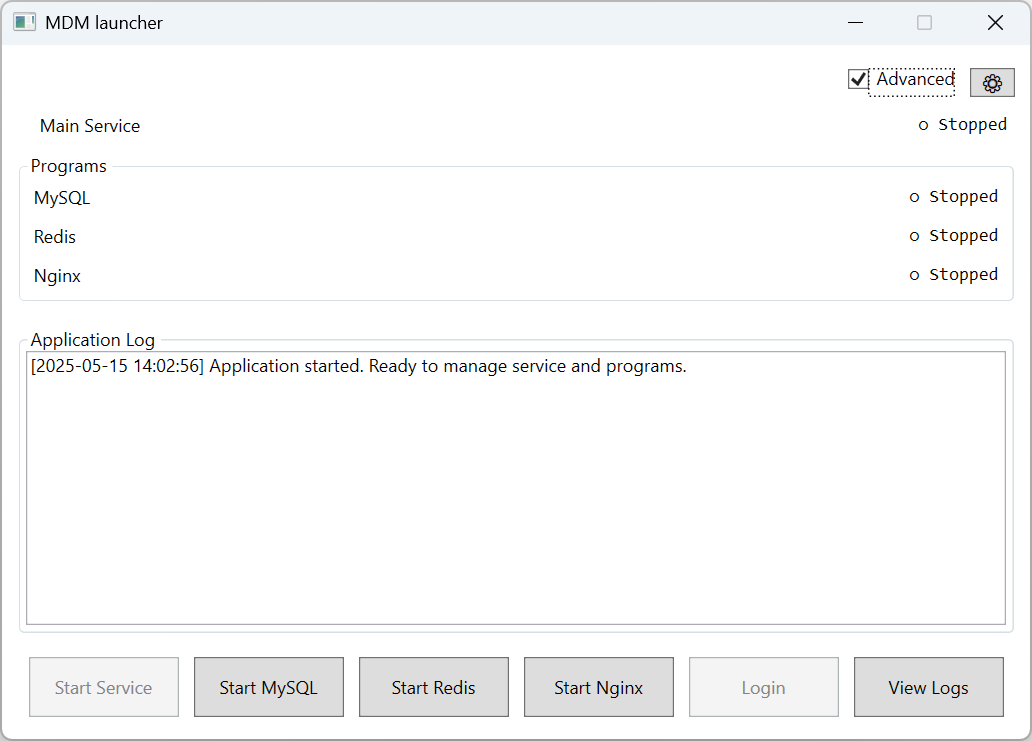 MDM launcher
Advanced
Main Service o Stopped
Programs
MySQL o Stopped
Redis o Stopped
Nginx o Stopped
Application Log
[2025-05-15 14:02:56] Application started. Ready to manage service and programs.
Start Service Start MySQL Start Redis Start Nginx Login View Logs